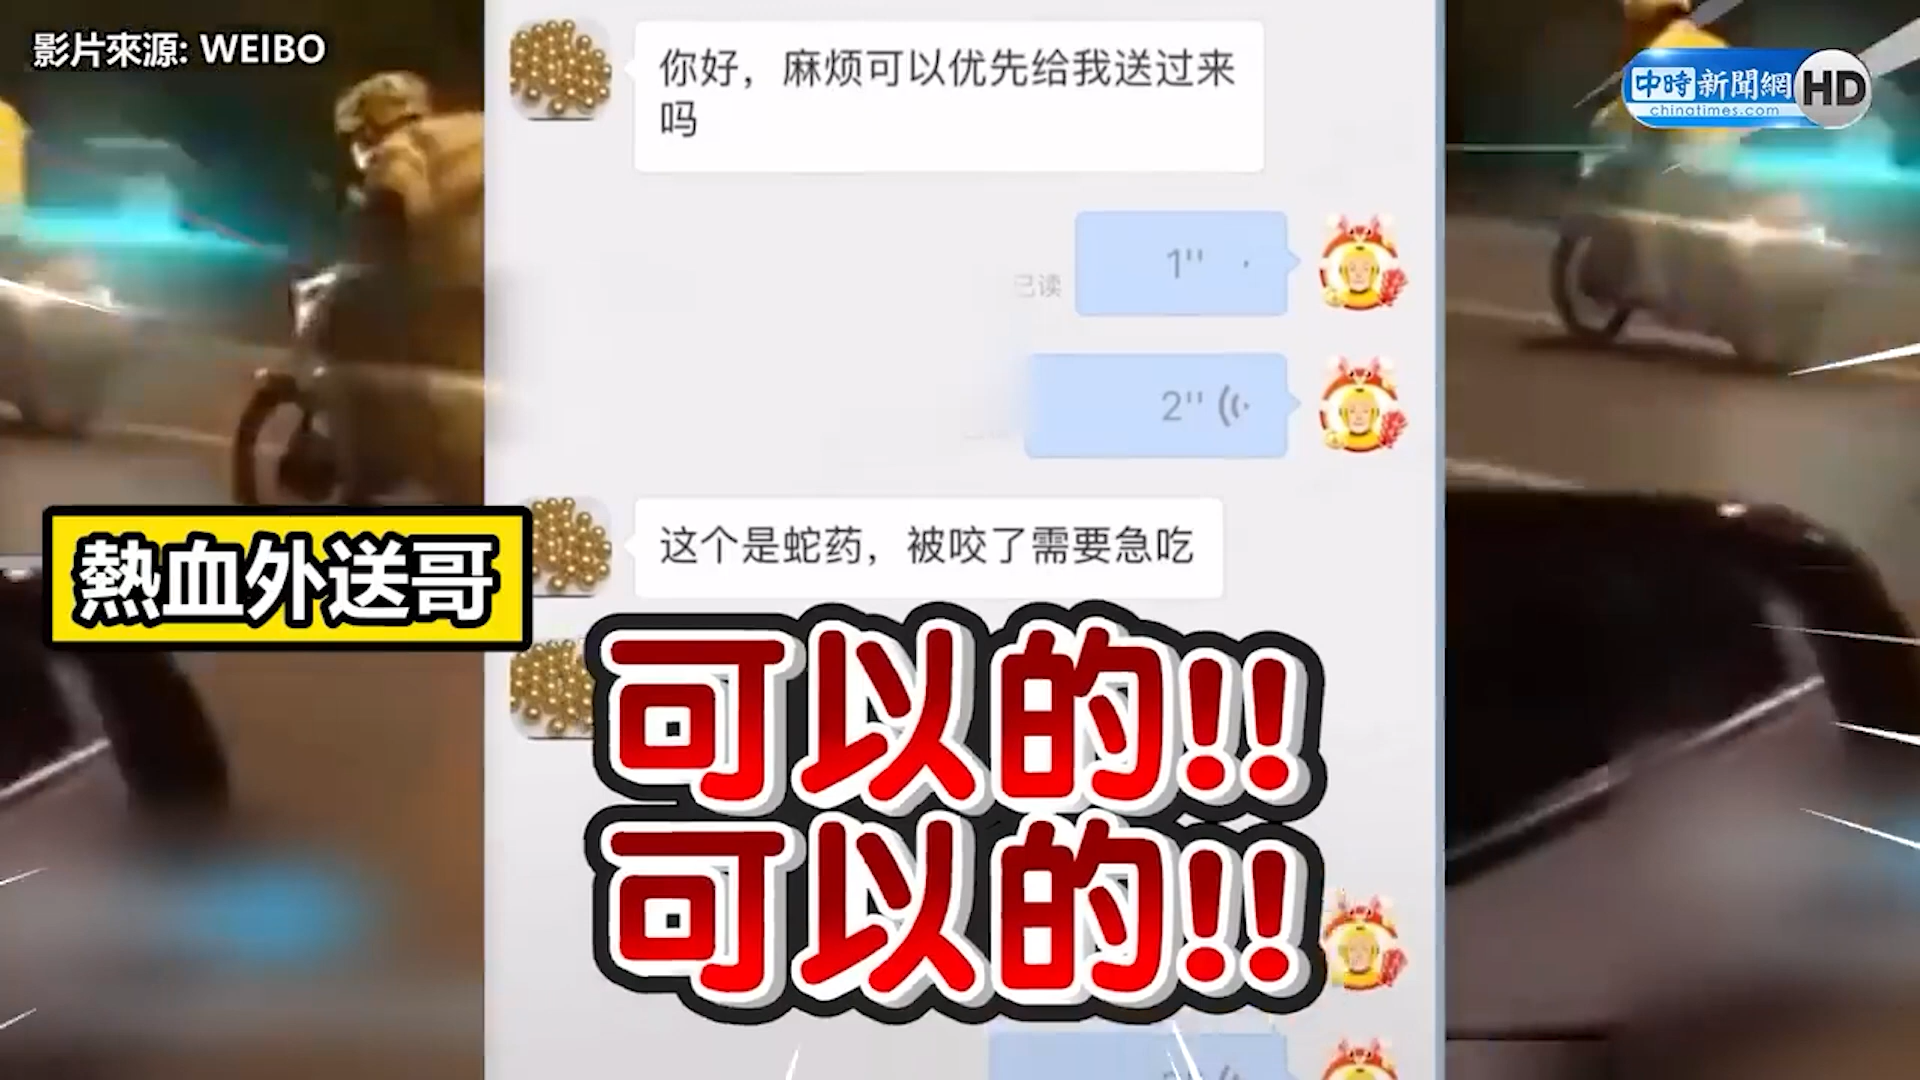 影片來源: WEIBO
中時新聞網HD
chinatimes.com
你好，麻烦可以优先给我送过来
吗
1''
已读
2''
这个是蛇药，被咬了需要急吃
熱血外送哥
可以的!!
可以的!!